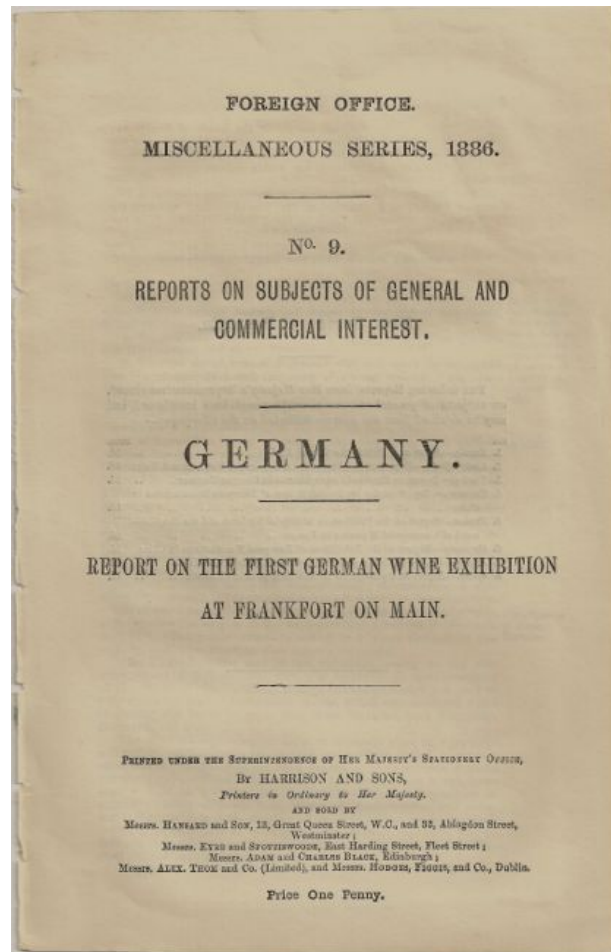 FOREIGN OFFICE.
MISCELLANEOUS SERIES, 1886.
No. 9.
REPORTS ON SUBJECTS OF GENERAL AND
COMMERCIAL INTEREST.
GERMANY.
REPORT ON THE FIRST GERMAN WINE EXHIBITION
AT FRANKFORT ON MAIN.
PRINTED UNDER THE SUPERINTENDENCE OF HER MAJESTY'S STATIONERY OFFICE,
BY HARRISON AND SONS,
Printers in Ordinary to Her Majesty.
AND SOLD BY
Messrs. HANSARD and SON, 13, Great Queen Street, W.C., and 32, Abingdon Street,
Westminster;
Messrs. EYRE and SPOTTISWOODE, East Harding Street, Fleet Street;
Messrs. ADAM and CHARLES BLACK, Edinburgh;
Messrs. ALEX. THOM and Co. (Limited), and Messrs. HODGES, FIGGIS, and Co., Dublin.
Price One Penny.